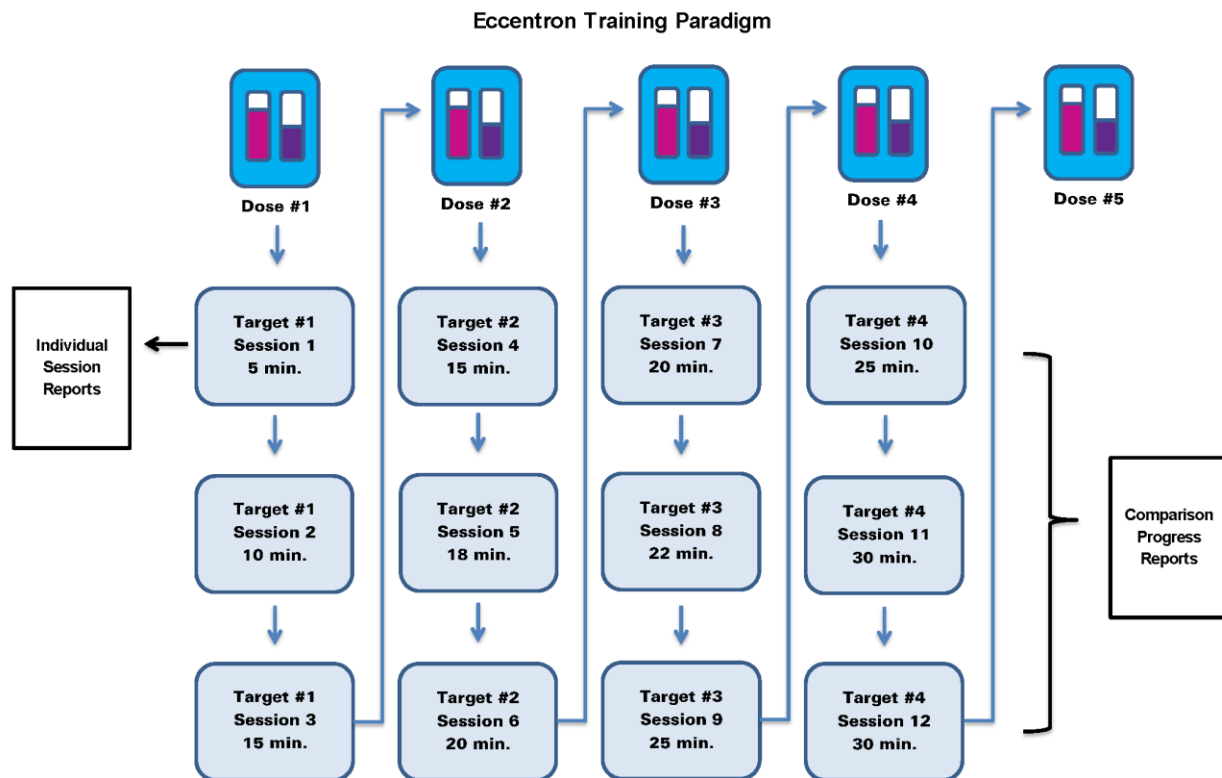 Eccentron Training Paradigm
Dose #1
Dose #2
Dose #3
Dose #4
Dose #5
Individual
Session
Reports
Target #1
Session 1
5 min.
Target #2
Session 4
15 min.
Target #3
Session 7
20 min.
Target #4
Session 10
25 min.
Target #1
Session 2
10 min.
Target #2
Session 5
18 min.
Target #3
Session 8
22 min.
Target #4
Session 11
30 min.
Comparison
Progress
Reports
Target #1
Session 3
15 min.
Target #2
Session 6
20 min.
Target #3
Session 9
25 min.
Target #4
Session 12
30 min.